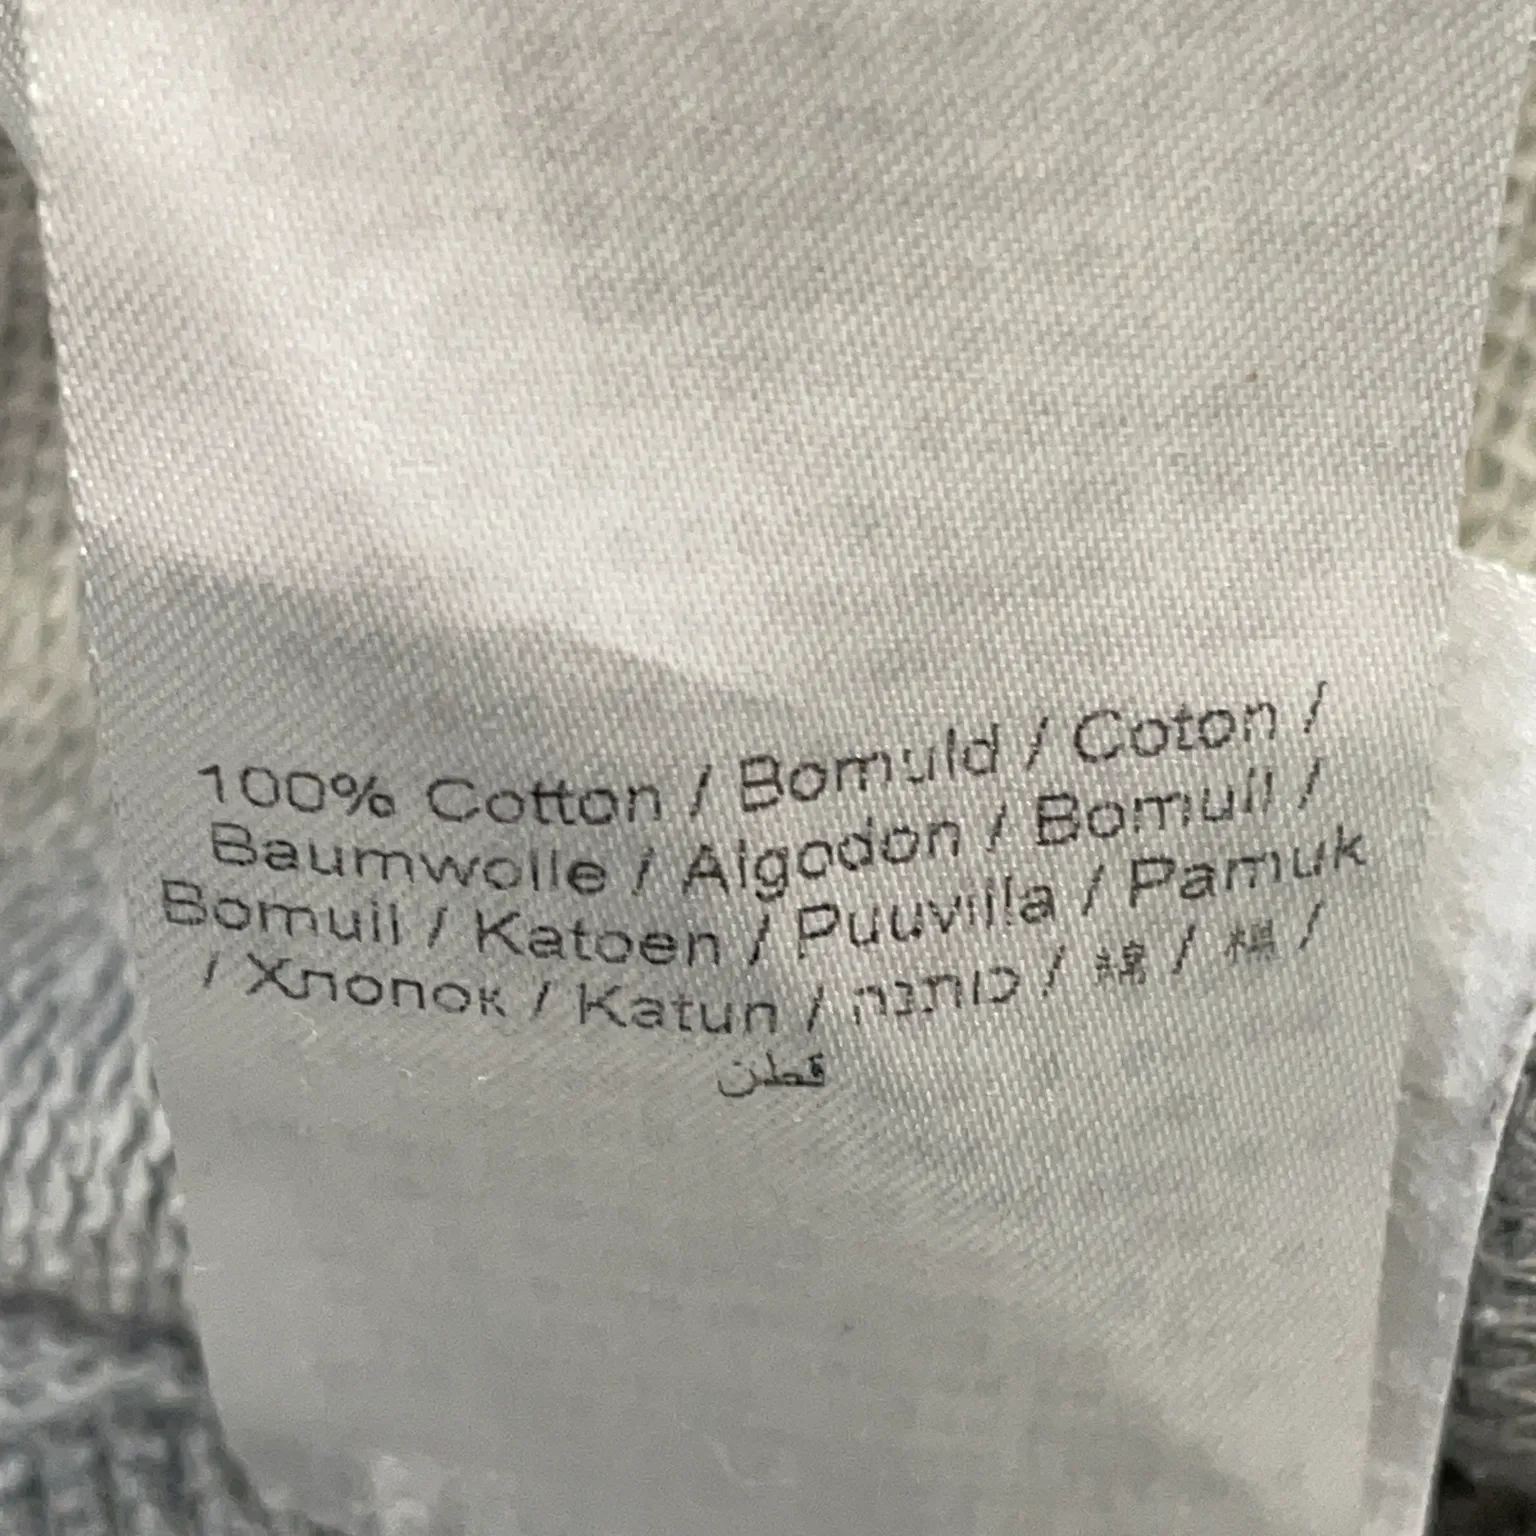 100% Cotton / Bomuld / Coton /
Baumwolle / Algodon / Bomull /
Bomull / Katoen / Puuvilla / Pamuk
/ Хлопок / Katun / כותנה / 綿 / 棉 /
قطن